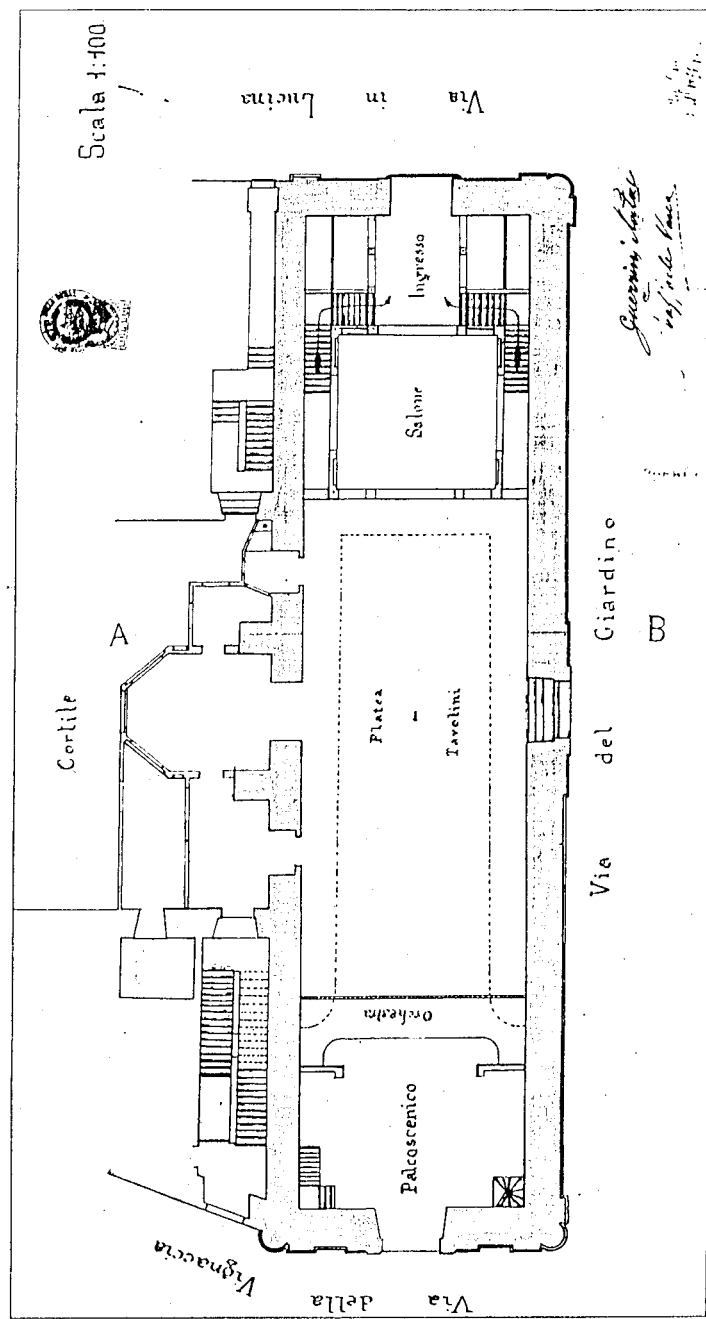 Scala 1:100
Via in Lucina
Ingresso
Salone
Cortile
A
Platea
-
Tavolini
B
Via del Giardino
Orchestra
Palcoscenico
Via della Vignaccia